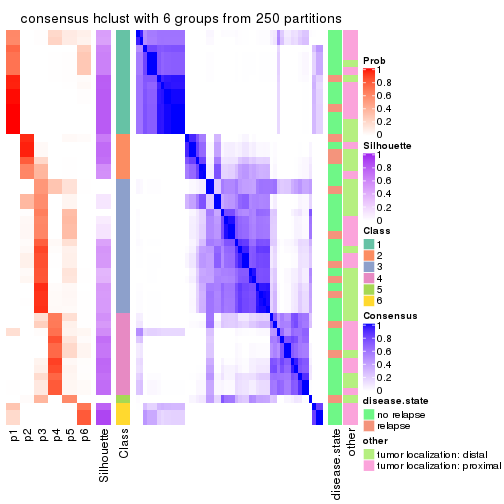 consensus hclust with 6 groups from 250 partitions
Prob
1
0.8
0.6
0.4
0.2
0
Silhouette
1
0.8
0.6
0.4
0.2
0
Class
1
2
3
4
5
6
Consensus
1
0.8
0.6
0.4
0.2
0
disease.state
no relapse
relapse
other
tumor localization: distal
tumor localization: proximal
p1
p2
p3
p4
p5
p6
Silhouette
Class
disease.state
other